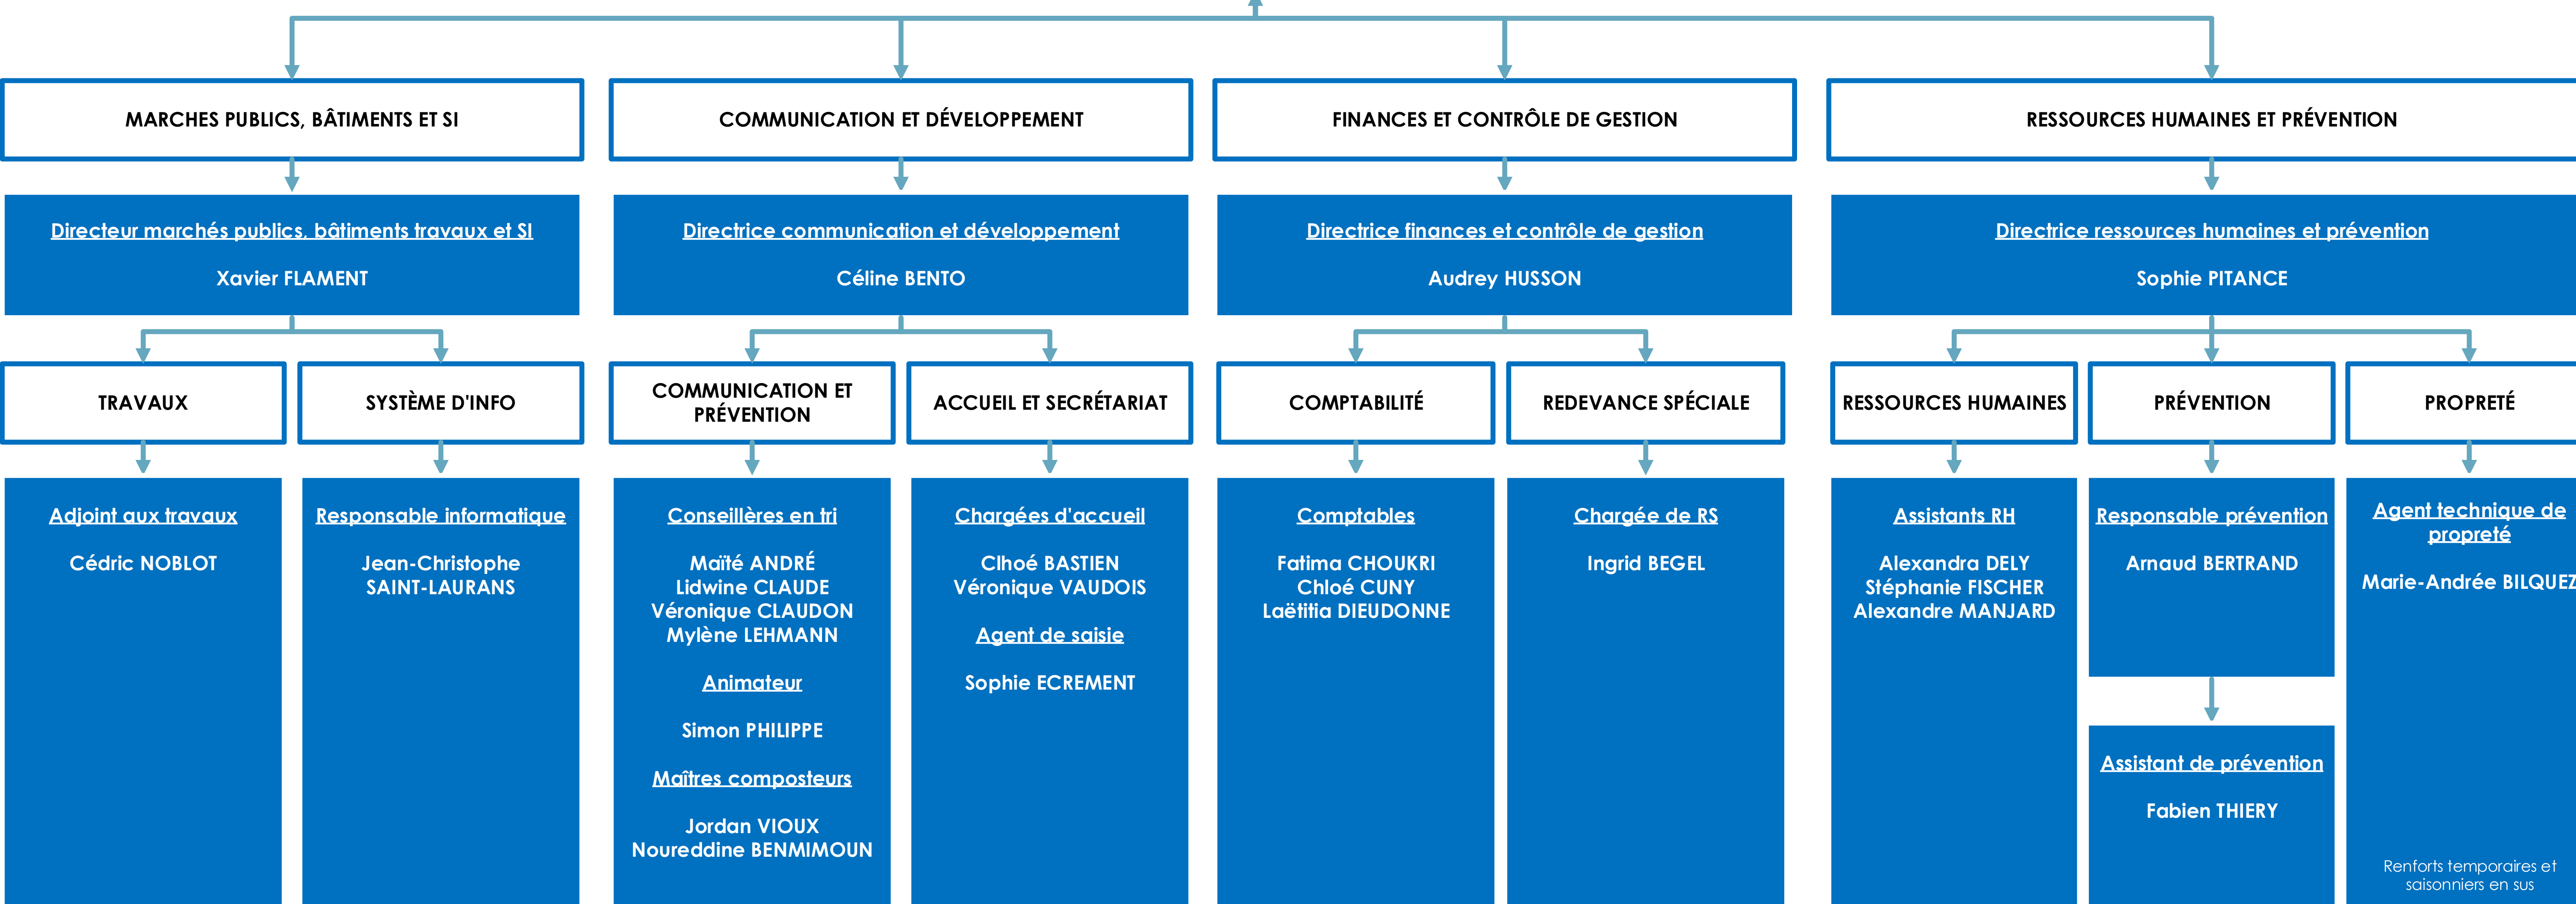 MARCHES PUBLICS, BÂTIMENTS ET SI
COMMUNICATION ET DÉVELOPPEMENT
FINANCES ET CONTRÔLE DE GESTION
RESSOURCES HUMAINES ET PRÉVENTION
Directeur marchés publics, bâtiments travaux et SI
Xavier FLAMENT
Directrice communication et développement
Céline BENTO
Directrice finances et contrôle de gestion
Audrey HUSSON
Directrice ressources humaines et prévention
Sophie PITANCE
TRAVAUX
SYSTÈME D'INFO
COMMUNICATION ET
PRÉVENTION
ACCUEIL ET SECRÉTARIAT
COMPTABILITÉ
REDEVANCE SPÉCIALE
RESSOURCES HUMAINES
PRÉVENTION
PROPRETÉ
Adjoint aux travaux
Cédric NOBLOT
Responsable informatique
Jean-Christophe
SAINT-LAURANS
Conseillères en tri
Maïté ANDRÉ
Lidwine CLAUDE
Véronique CLAUDON
Mylène LEHMANN
Animateur
Simon PHILIPPE
Maîtres composteurs
Jordan VIOUX
Noureddine BENMIMOUN
Chargées d'accueil
Clhoé BASTIEN
Véronique VAUDOIS
Agent de saisie
Sophie ECREMENT
Comptables
Fatima CHOUKRI
Chloé CUNY
Laëtitia DIEUDONNE
Chargée de RS
Ingrid BEGEL
Assistants RH
Alexandra DELY
Stéphanie FISCHER
Alexandre MANJARD
Responsable prévention
Arnaud BERTRAND
Assistant de prévention
Fabien THIERY
Agent technique de
propreté
Marie-Andrée BILQUEZ
Renforts temporaires et
saisonniers en sus